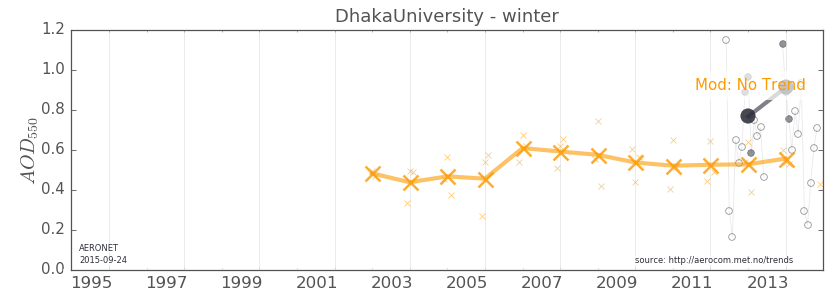 DhakaUniversity - winter
1.2
1.0
0.8
0.6
0.4
0.2
0.0
AOD550
Mod: No Trend
AERONET
2015-09-24
source: http://aerocom.met.no/trends
1995 1997 1999 2001 2003 2005 2007 2009 2011 2013